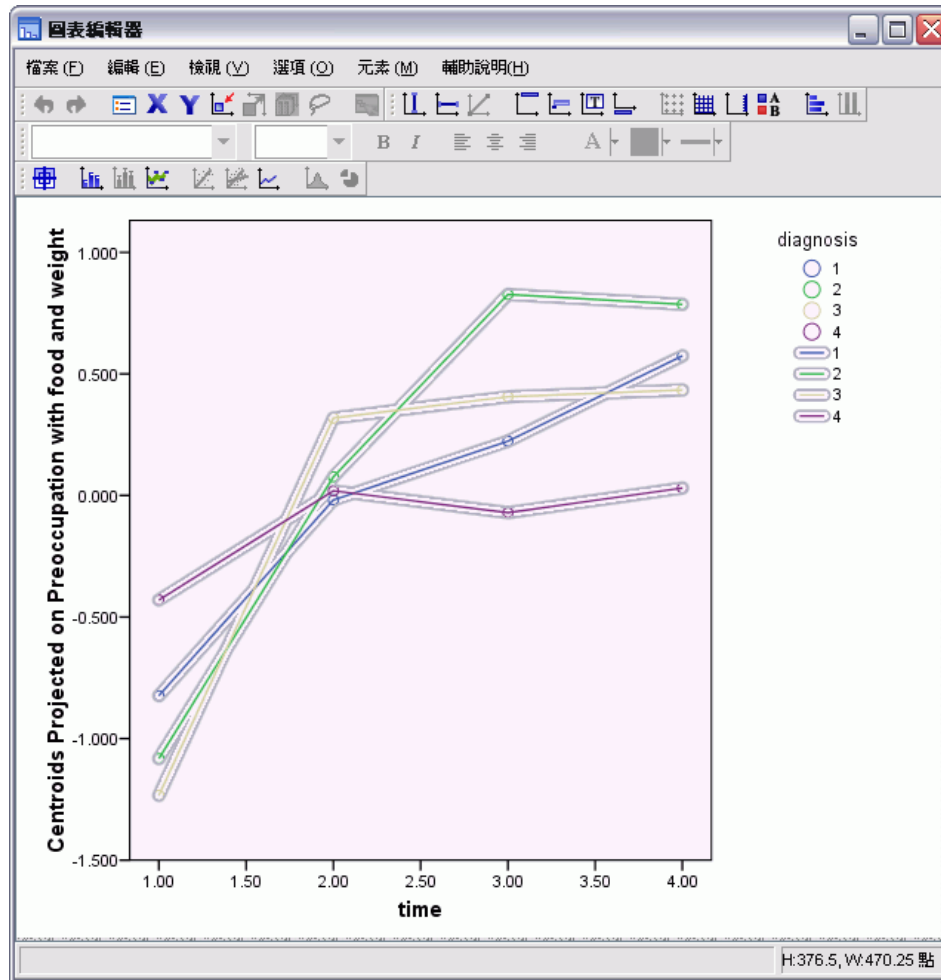 圖表編輯器
檔案 (F) 編輯 (E) 檢視 (V) 選項 (O) 元素 (M) 輔助說明(H)
X Y T A B
B I A
Centroids Projected on Preoccupation with food and weight
1.000
0.500
0.000
-0.500
-1.000
-1.500
1.00 1.50 2.00 2.50 3.00 3.50 4.00
time
diagnosis
1
2
3
4
1
2
3
4
H:376.5, W:470.25 點